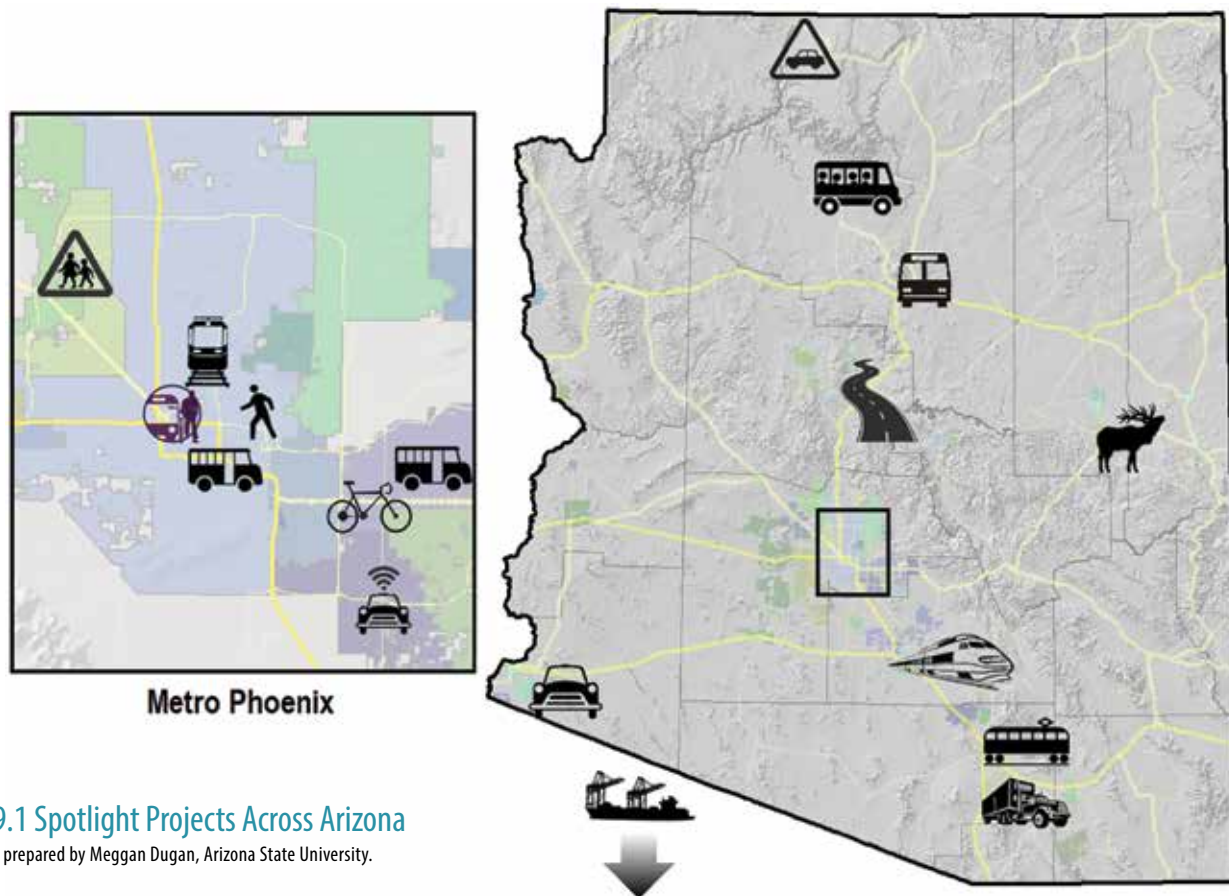 Metro Phoenix
9.1 Spotlight Projects Across Arizona
prepared by Meggan Dugan, Arizona State University.